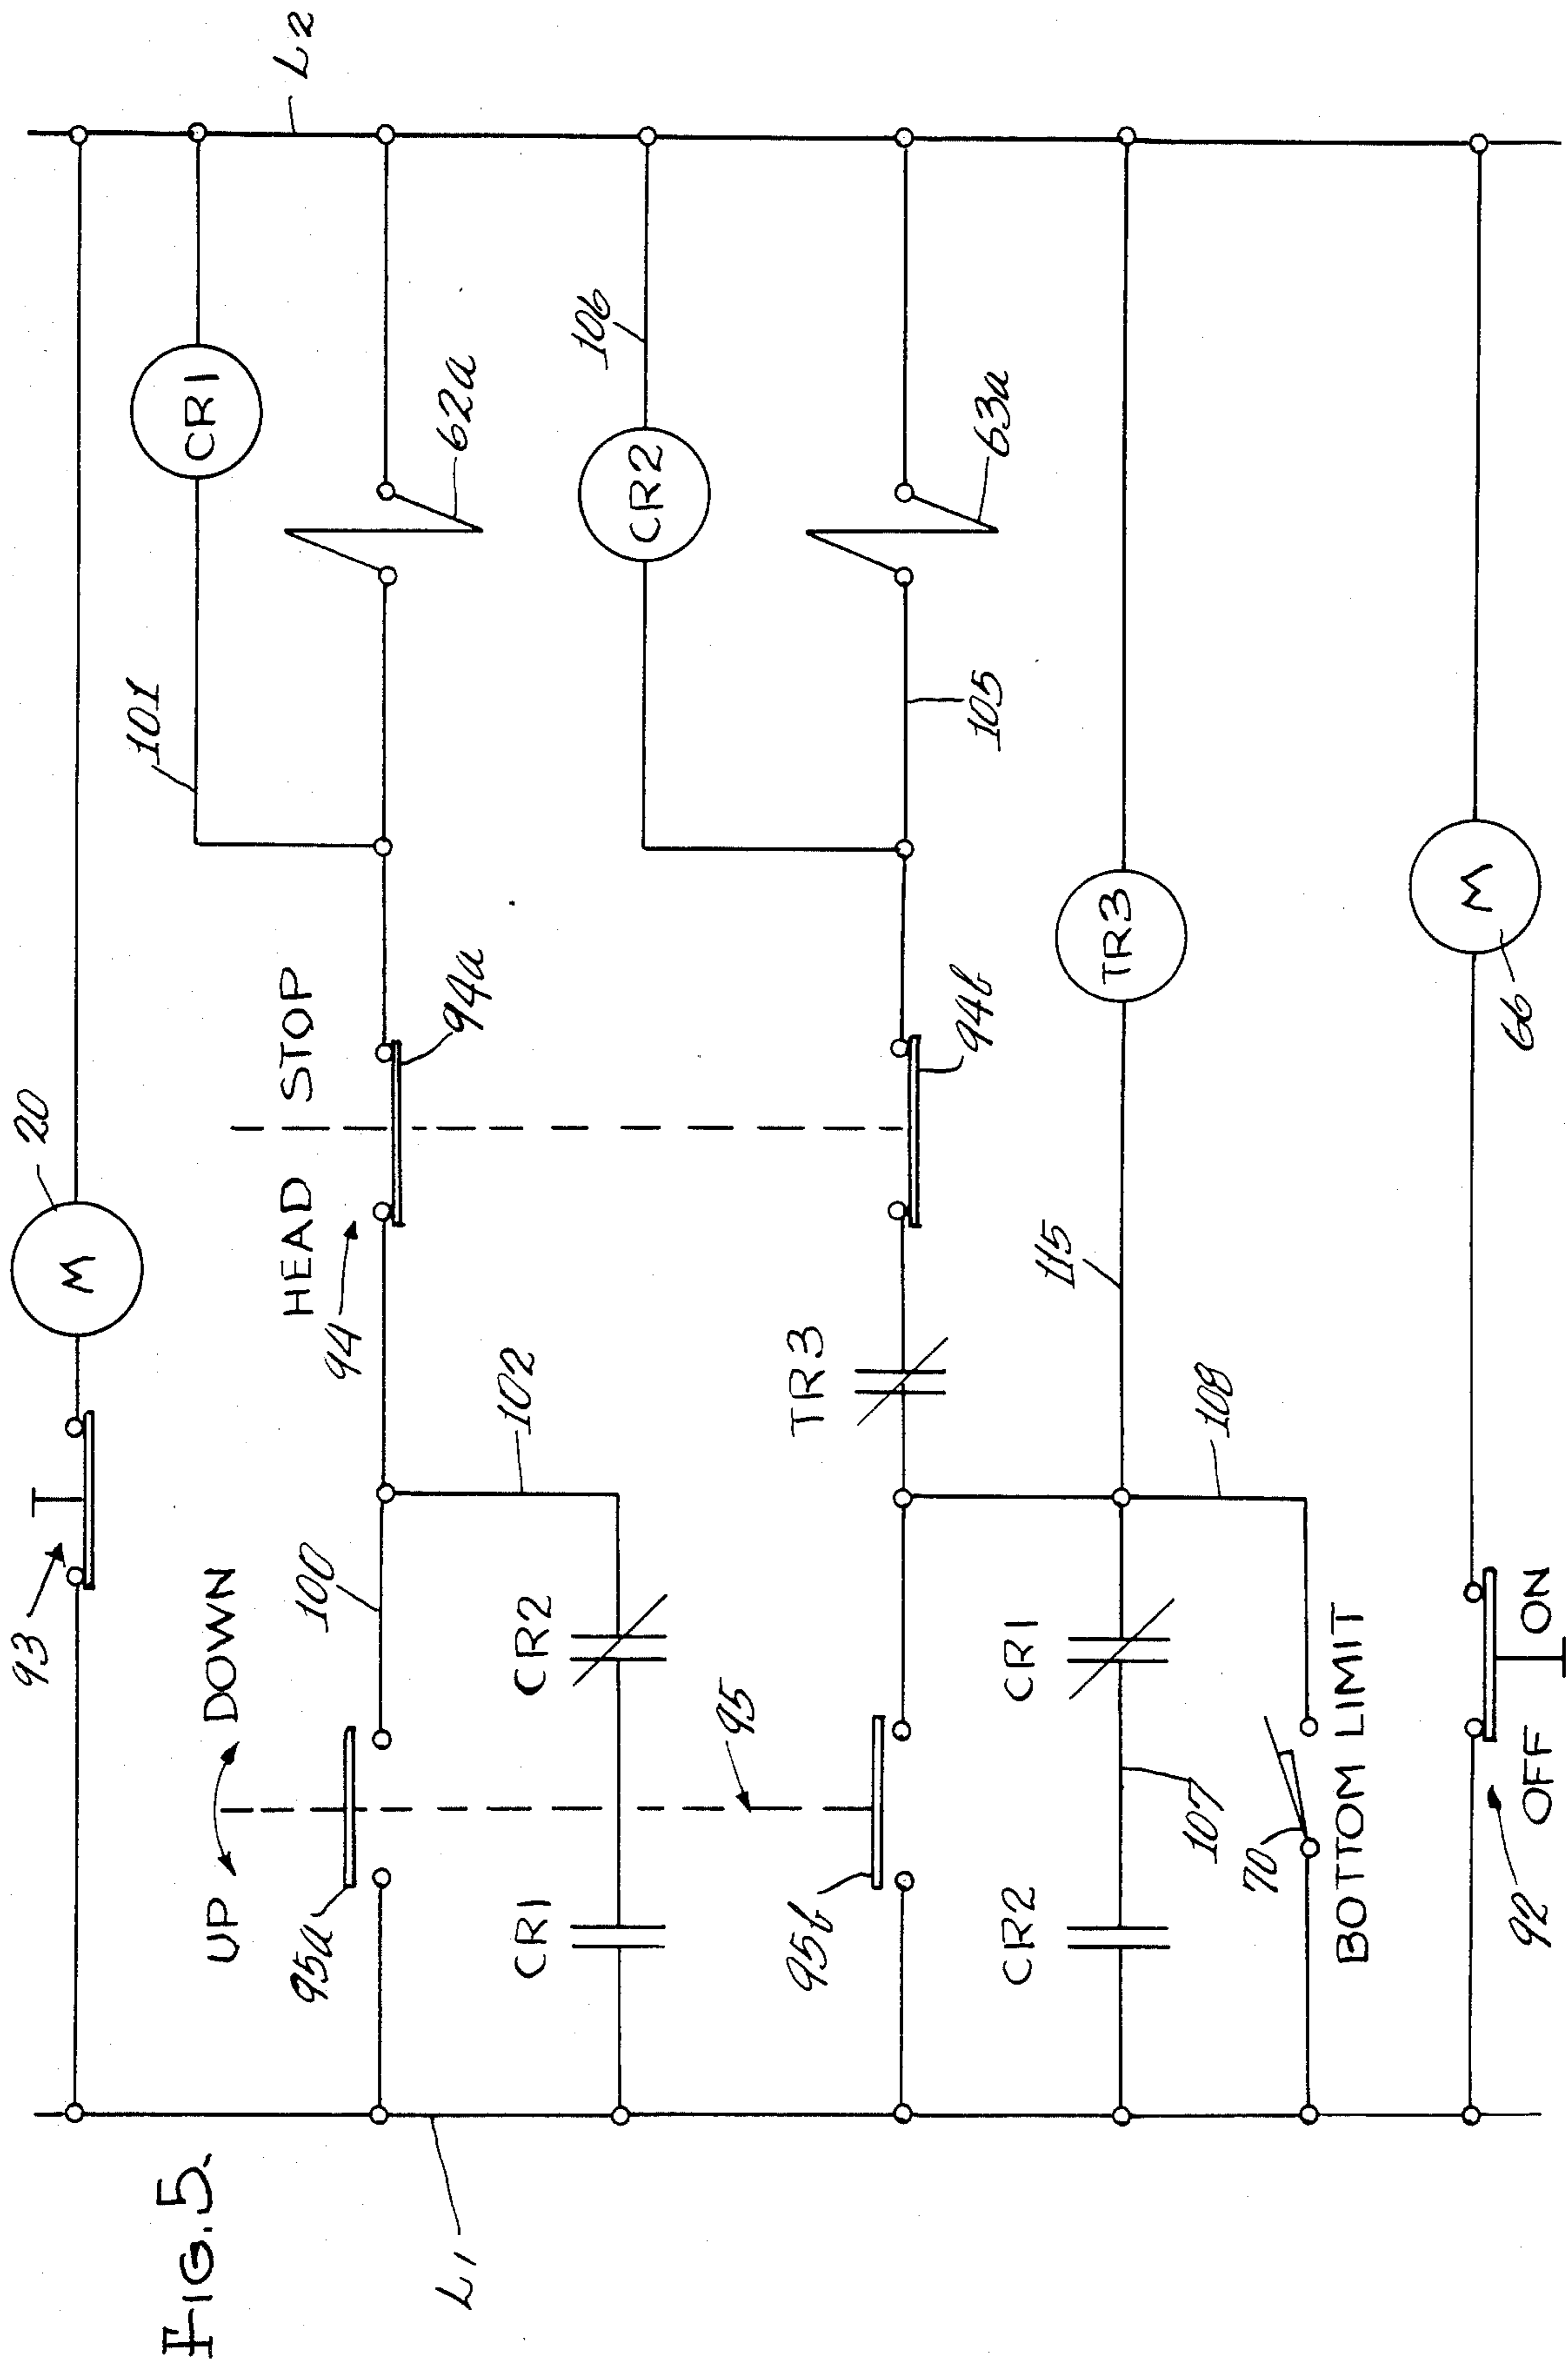 FIG. 5.
L1
L2
93
M
20
101
CR1
UP DOWN
95a
100
94
HEAD STOP
94a
62a
CR1
CR2
102
106
CR2
95
95b
TR3
94b
105
63a
CR2
CR1
107
115
TR3
70
108
BOTTOM LIMIT
92
OFF ON
M
66